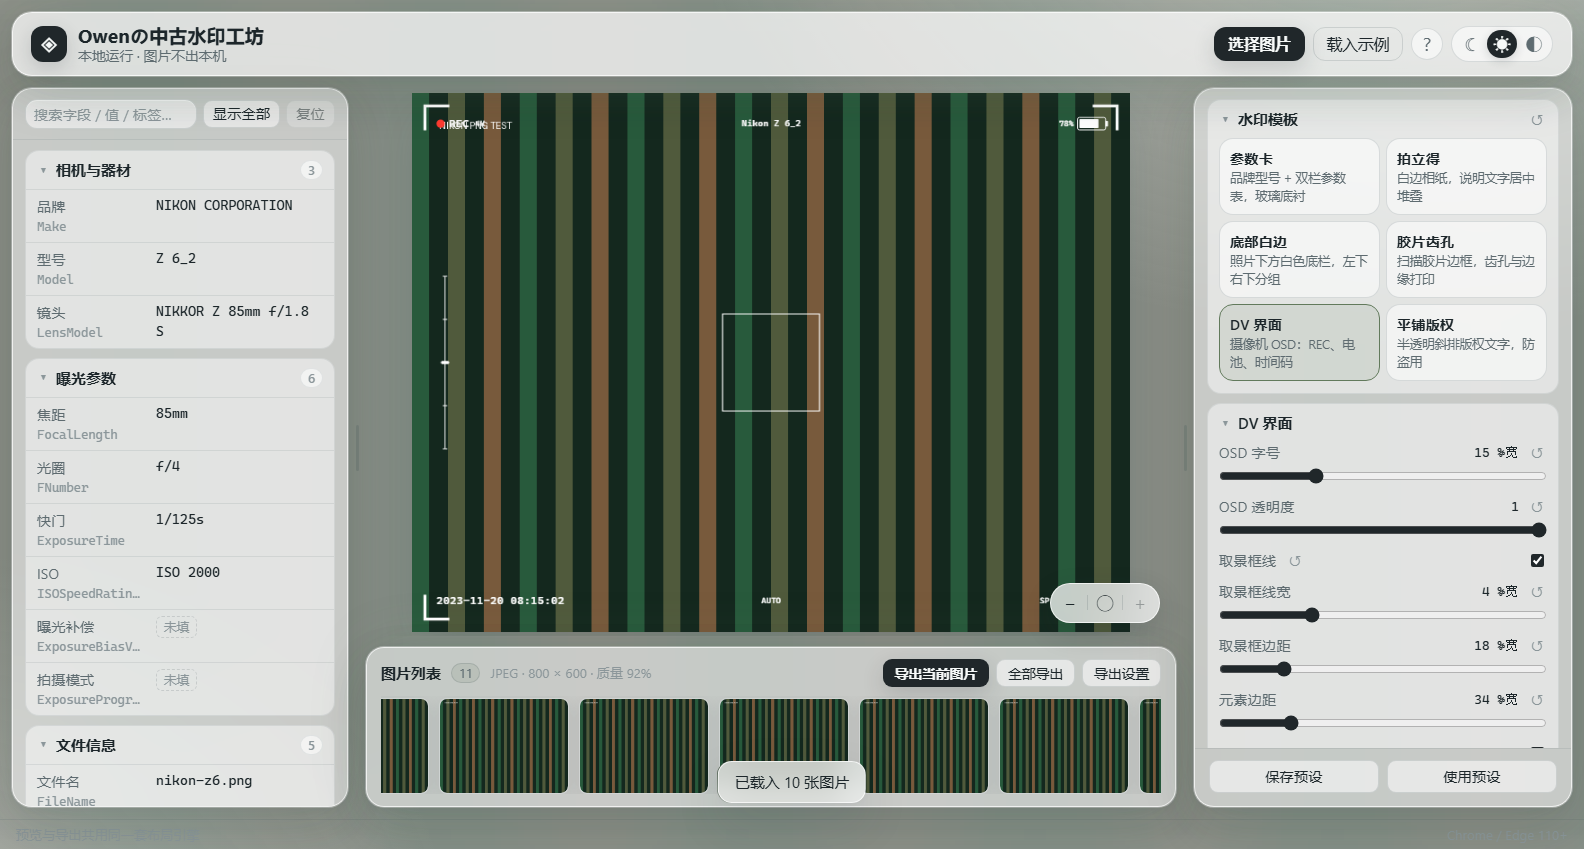 Owenの中古水印工坊
本地运行 · 图片不出本机
选择图片
载入示例
?
搜索字段 / 值 / 标签...
显示全部
复位
相机与器材
3
品牌
NIKON CORPORATION
Make
型号
Z 6_2
Model
镜头
NIKKOR Z 85mm f/1.8 S
LensModel
曝光参数
6
焦距
85mm
FocalLength
光圈
f/4
FNumber
快门
1/125s
ExposureTime
ISO
ISO 2000
ISOSpeedRatin…
曝光补偿
未填
ExposureBiasV…
拍摄模式
未填
ExposureProgr…
文件信息
5
文件名
nikon-z6.png
FileName
REC
NIKON PNG TEST
Nikon Z 6_2
78%
2023-11-20 08:15:02
AUTO
SP
图片列表
11
JPEG · 800 × 600 · 质量 92%
导出当前图片
全部导出
导出设置
已载入 10 张图片
水印模板
参数卡
品牌型号 + 双栏参数
表，玻璃底衬
拍立得
白边相纸，说明文字居中
堆叠
底部白边
照片下方白色底栏，左下
右下分组
胶片齿孔
扫描胶片边框，齿孔与边
缘打印
DV 界面
摄像机 OSD：REC、电
池、时间码
平铺版权
半透明斜排版权文字，防
盗用
DV 界面
OSD 字号
15 ‰宽
OSD 透明度
1
取景框线
取景框线宽
4 ‰宽
取景框边距
18 ‰宽
元素边距
34 ‰宽
保存预设
使用预设